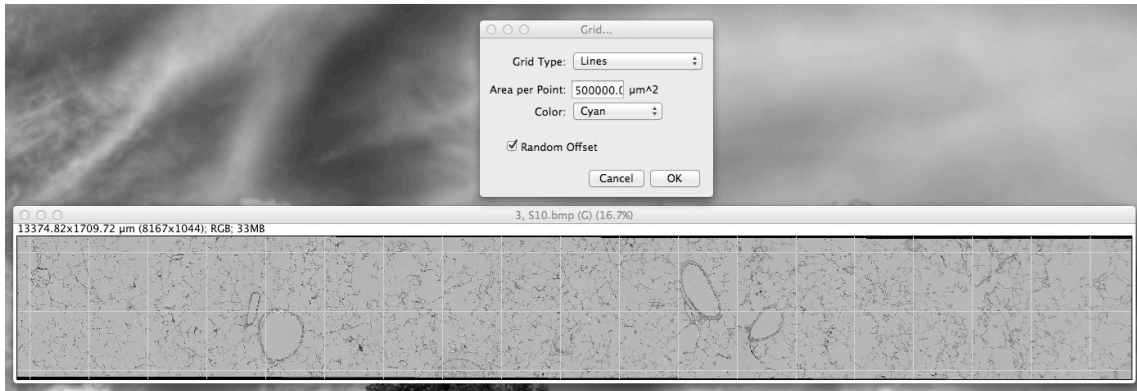 Grid...
Grid Type: Lines
Area per Point: 500000.( µm^2
Color: Cyan
Random Offset
Cancel OK
3, S10.bmp (G) (16.7%)
13374.82x1709.72 µm (8167x1044); RGB; 33MB